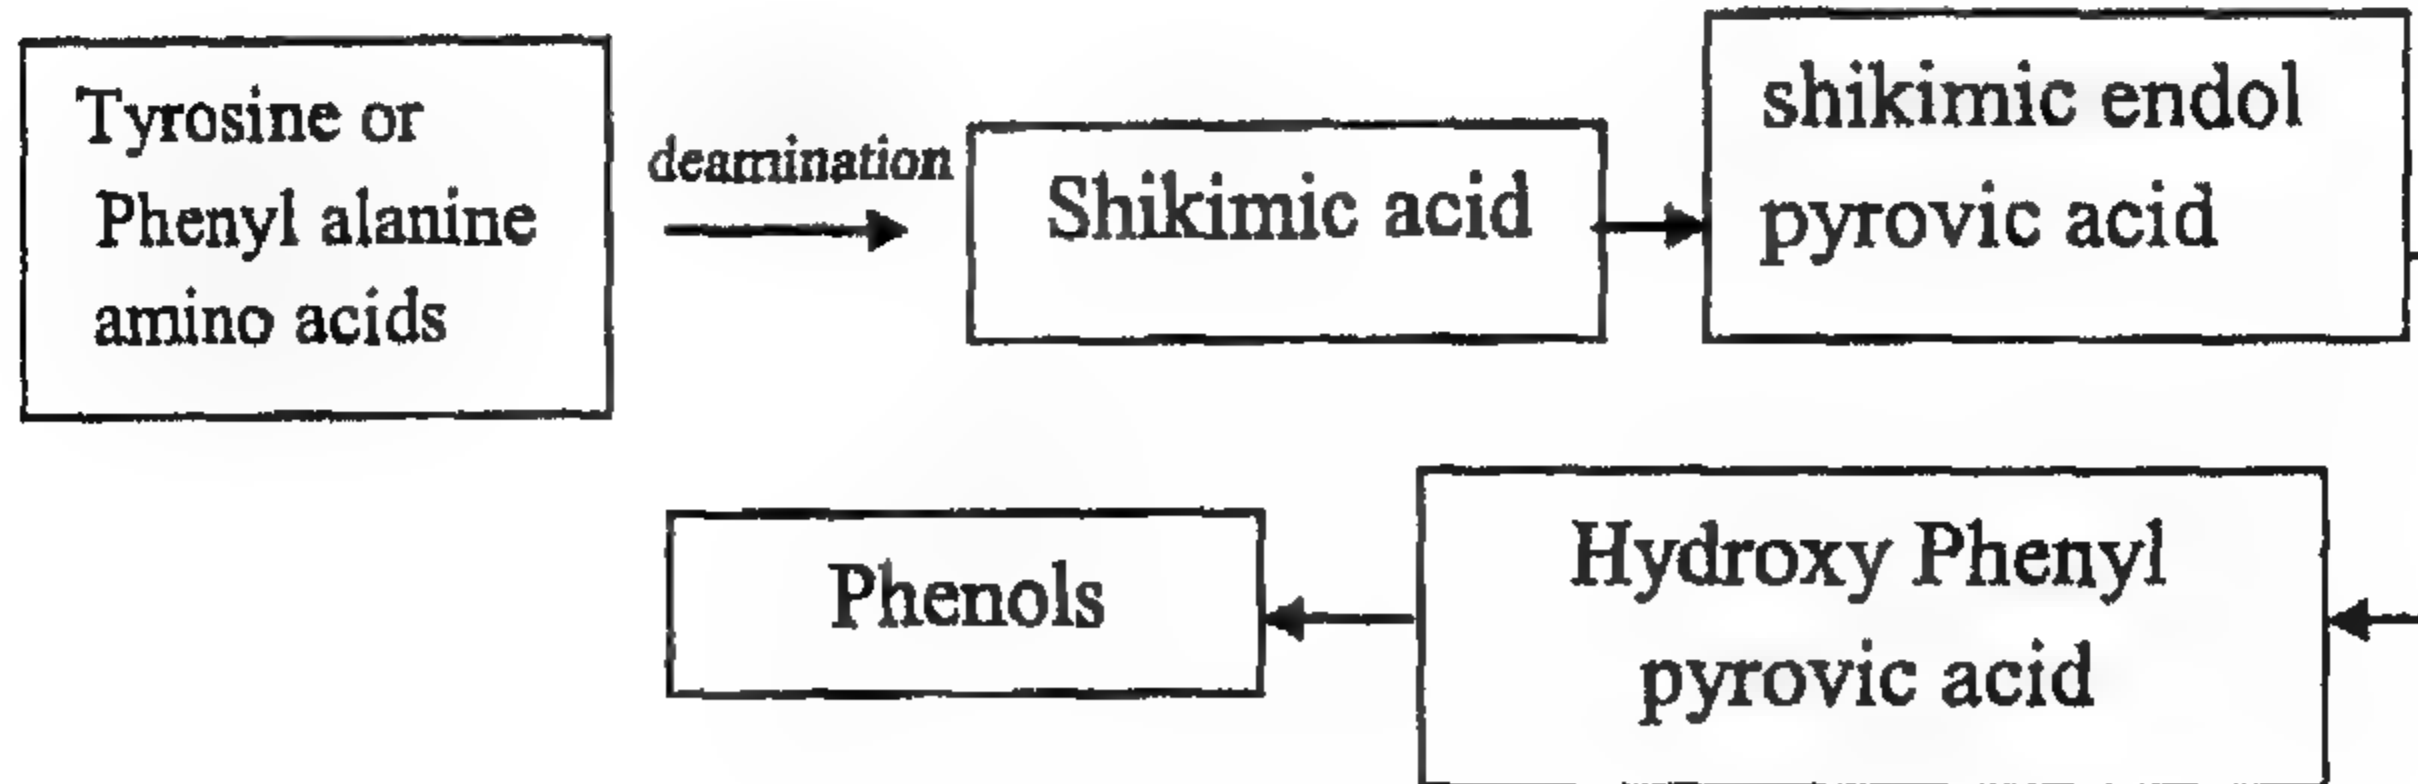 Tyrosine or
Phenyl alanine
amino acids
deamination
Shikimic acid
shikimic endol
pyrovic acid
Hydroxy Phenyl
pyrovic acid
Phenols